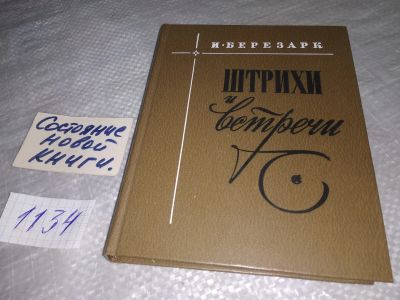 И·БЕРЕЗАРК
ШТРИХИ
и
встречи
Состояние
новой
книги.
1134